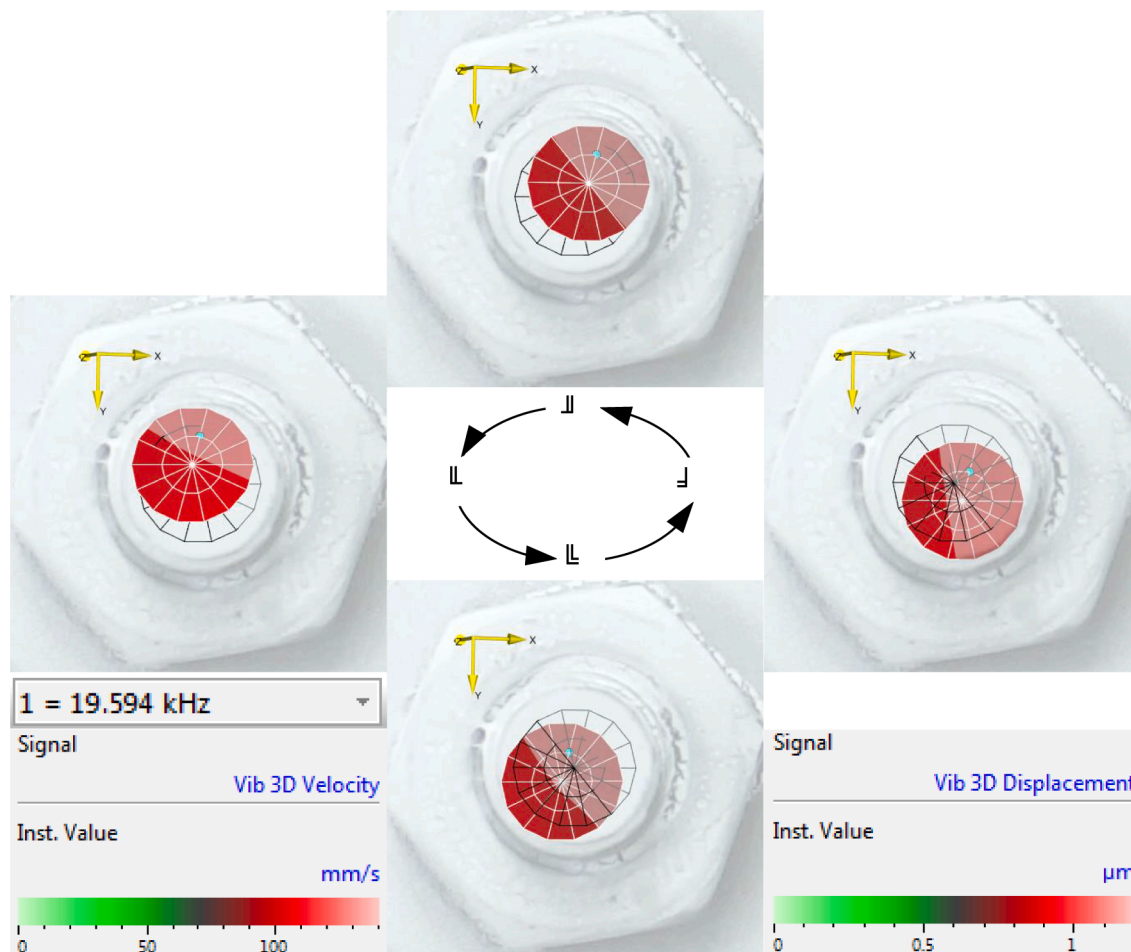 Z X
Y
Z X
Y
Z X
Y
╜
╔ ╝
╚
Z X
Y
1 = 19.594 kHz
Signal
Vib 3D Velocity
Inst. Value
mm/s
0 50 100
Signal
Vib 3D Displacement
Inst. Value
µm
0 0.5 1